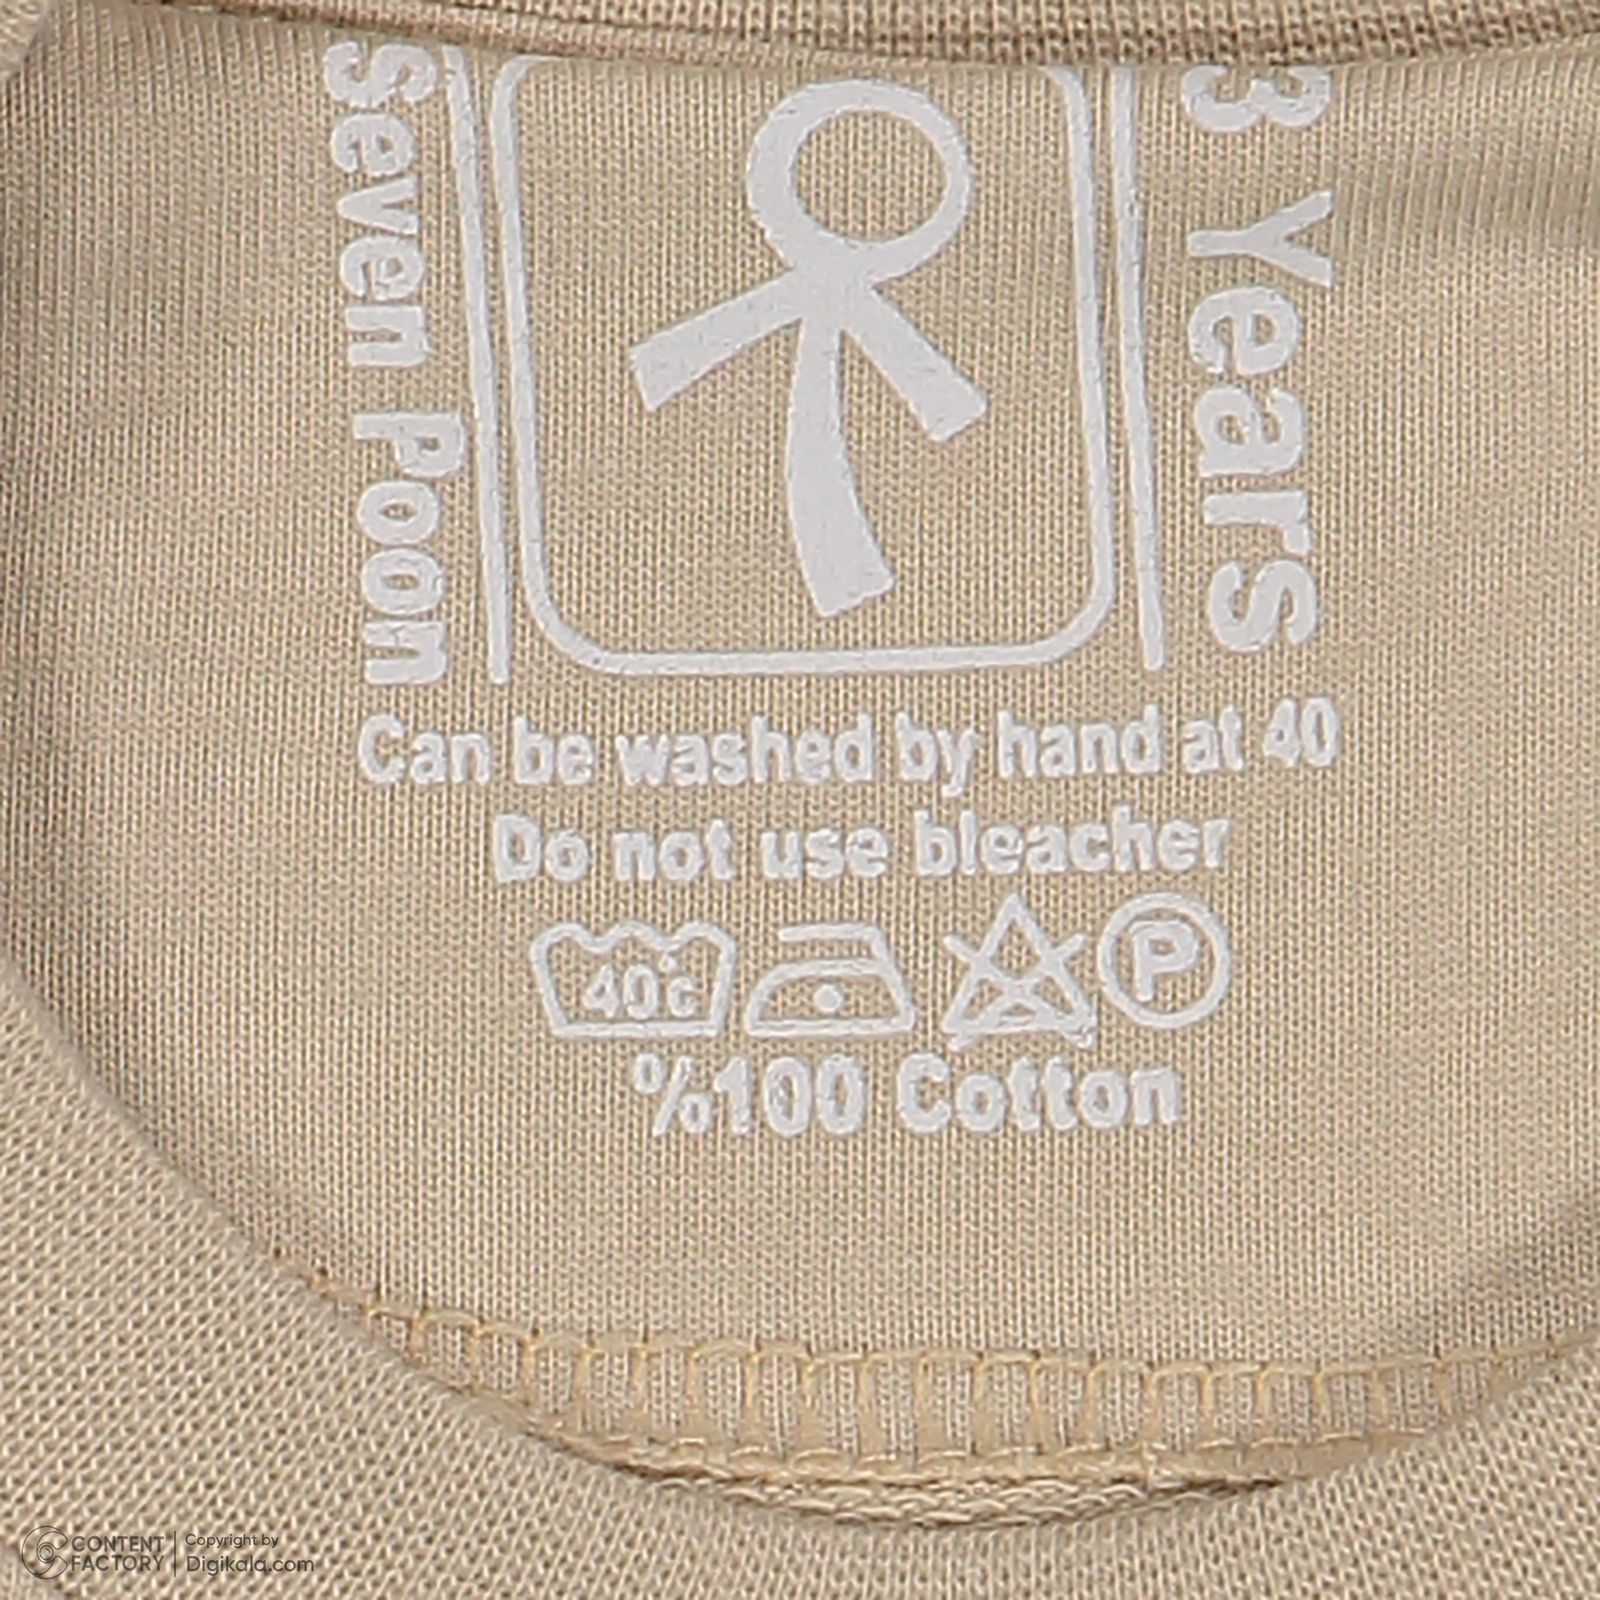 Seven Poon
3 Years
Can be washed by hand at 40
Do not use bleacher
40°c
P
%100 Cotton
CONTENT FACTORY
Copyright by
Digikala.com